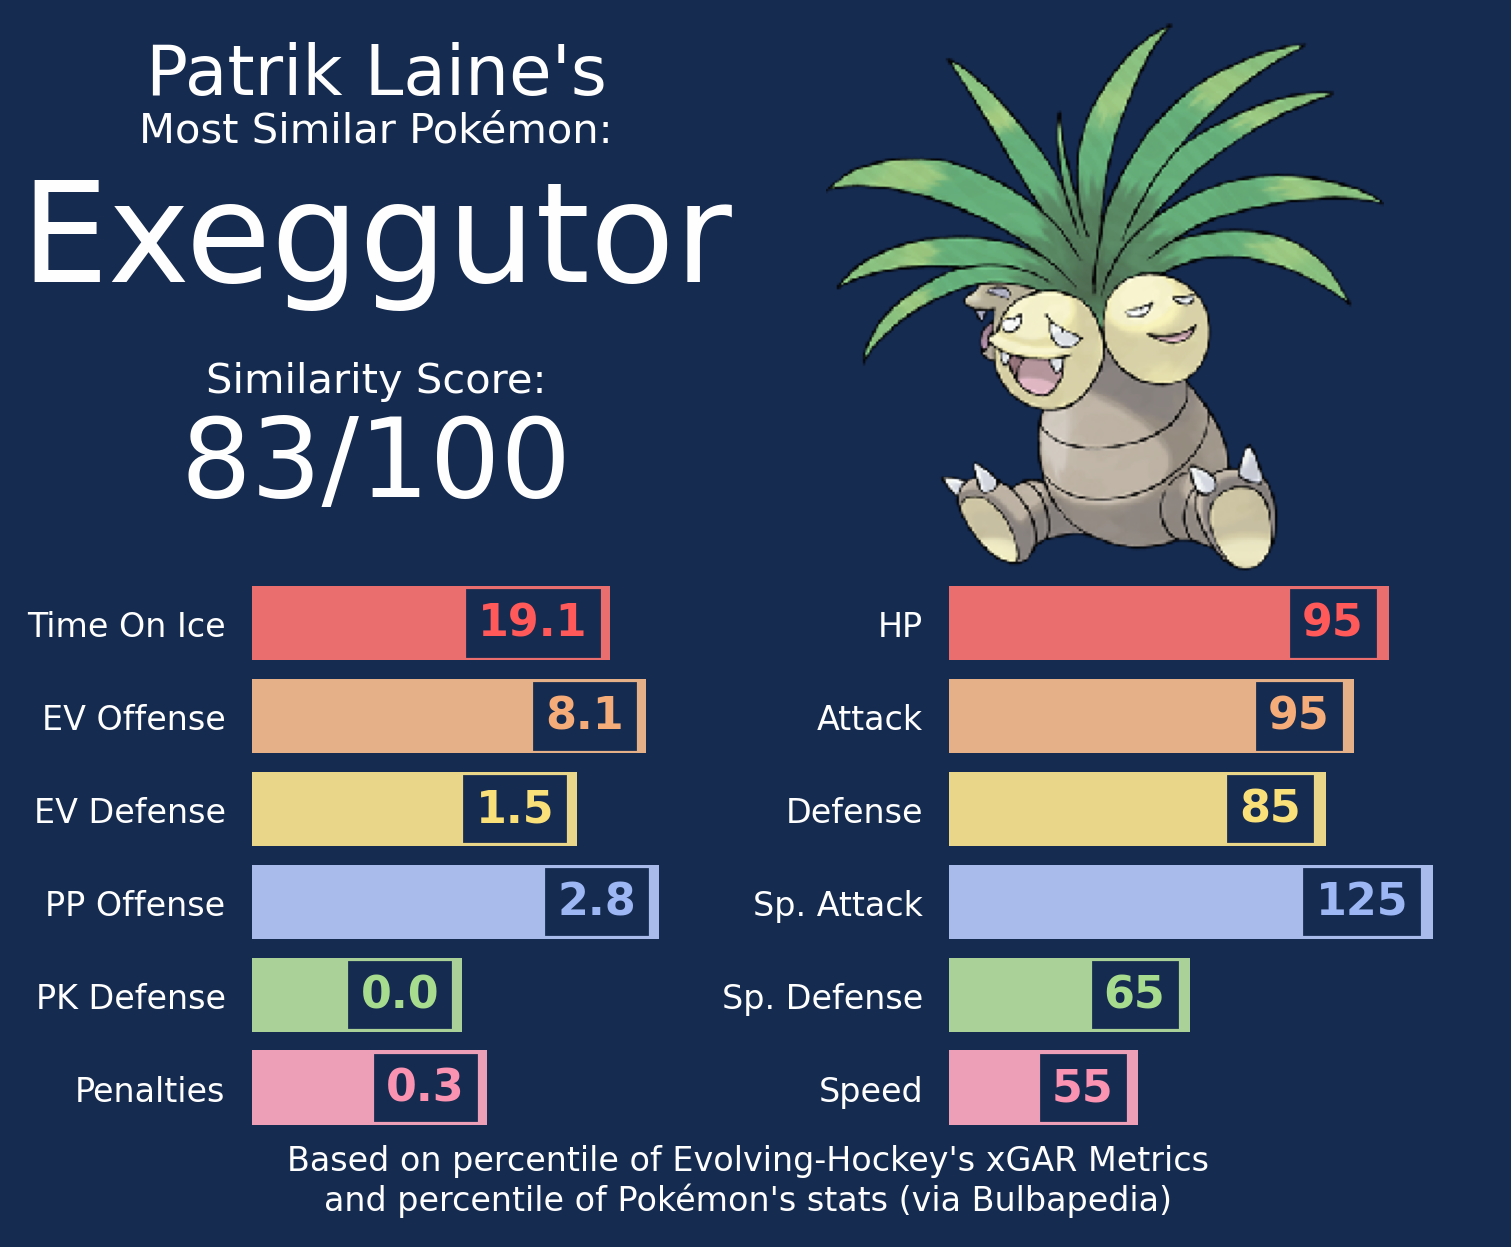 Patrik Laine's
Most Similar Pokémon:
Exeggutor
Similarity Score:
83/100
Time On Ice 19.1
EV Offense 8.1
EV Defense 1.5
PP Offense 2.8
PK Defense 0.0
Penalties 0.3
HP 95
Attack 95
Defense 85
Sp. Attack 125
Sp. Defense 65
Speed 55
Based on percentile of Evolving-Hockey's xGAR Metrics
and percentile of Pokémon's stats (via Bulbapedia)